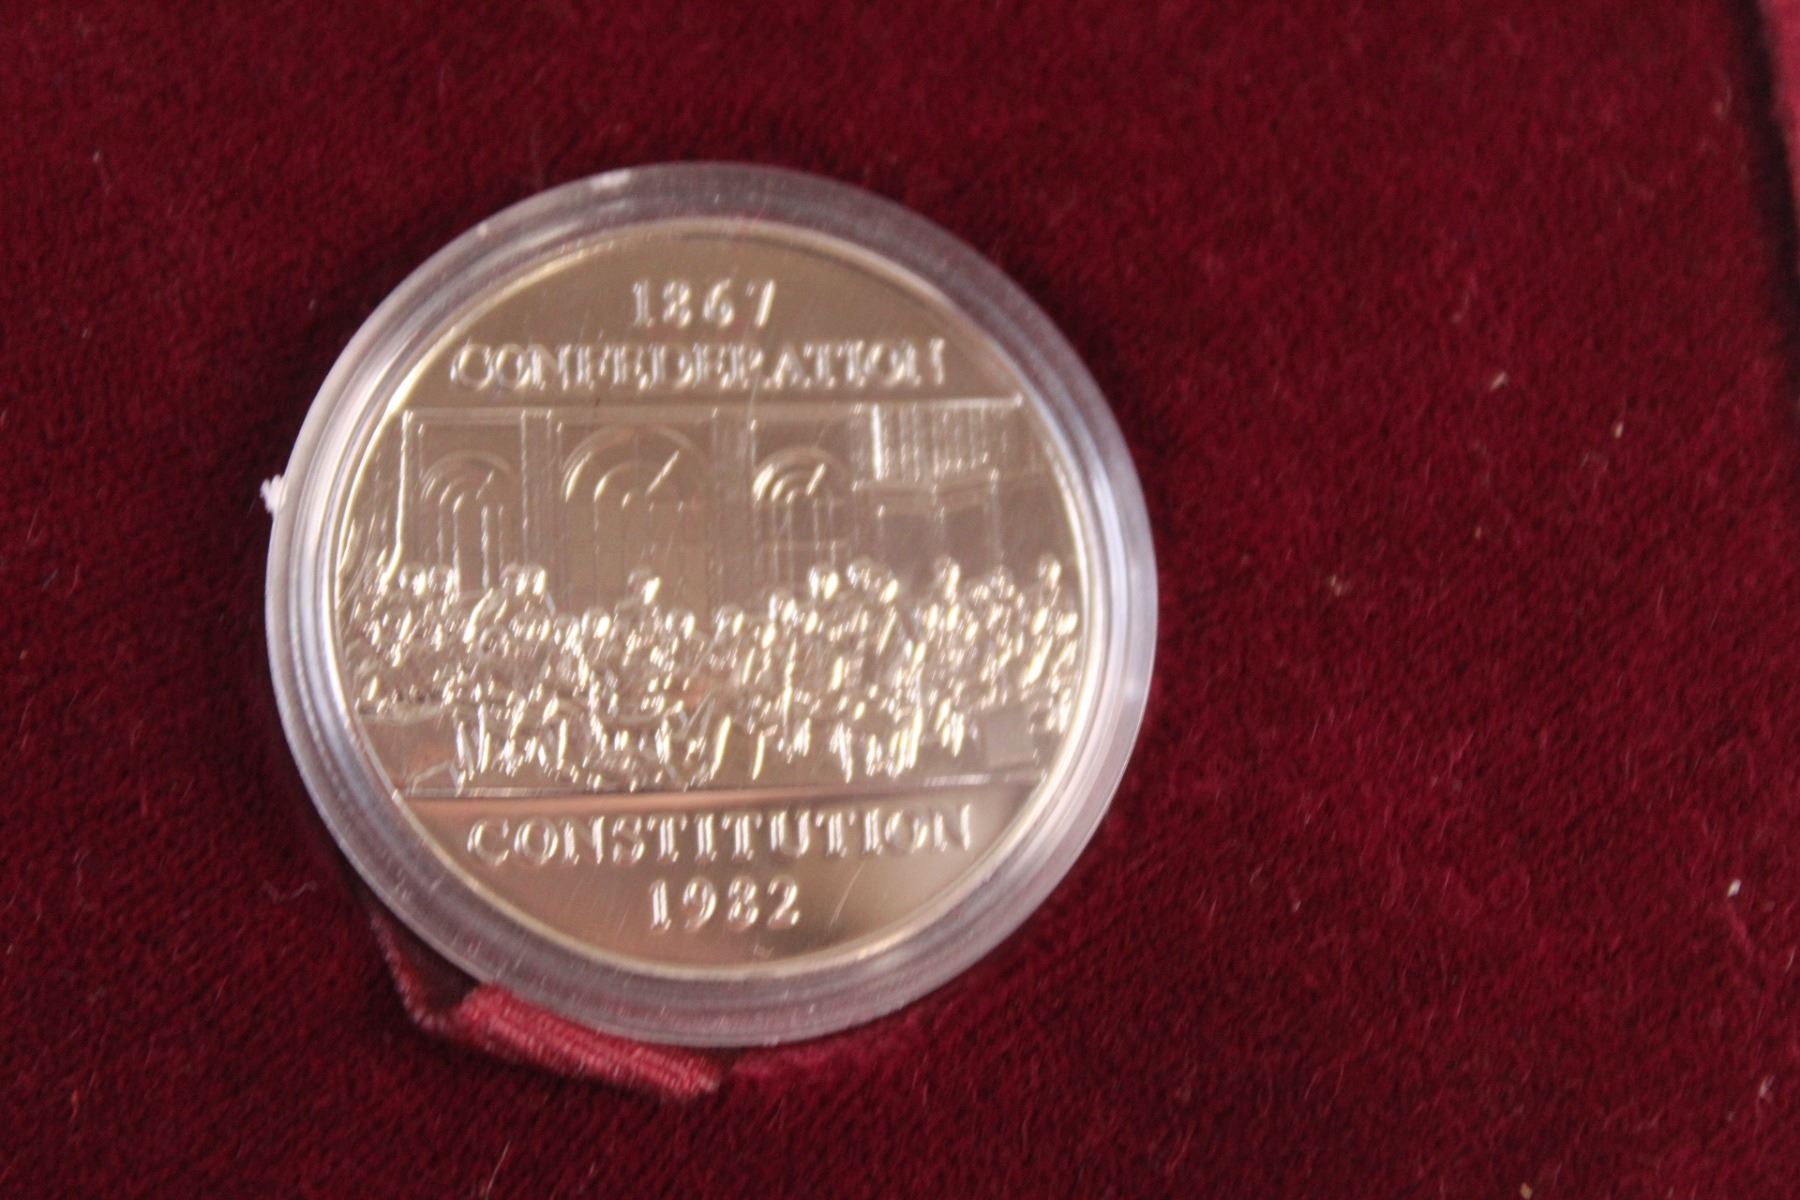 1867
CONFEDERATION
CONSTITUTION
1982